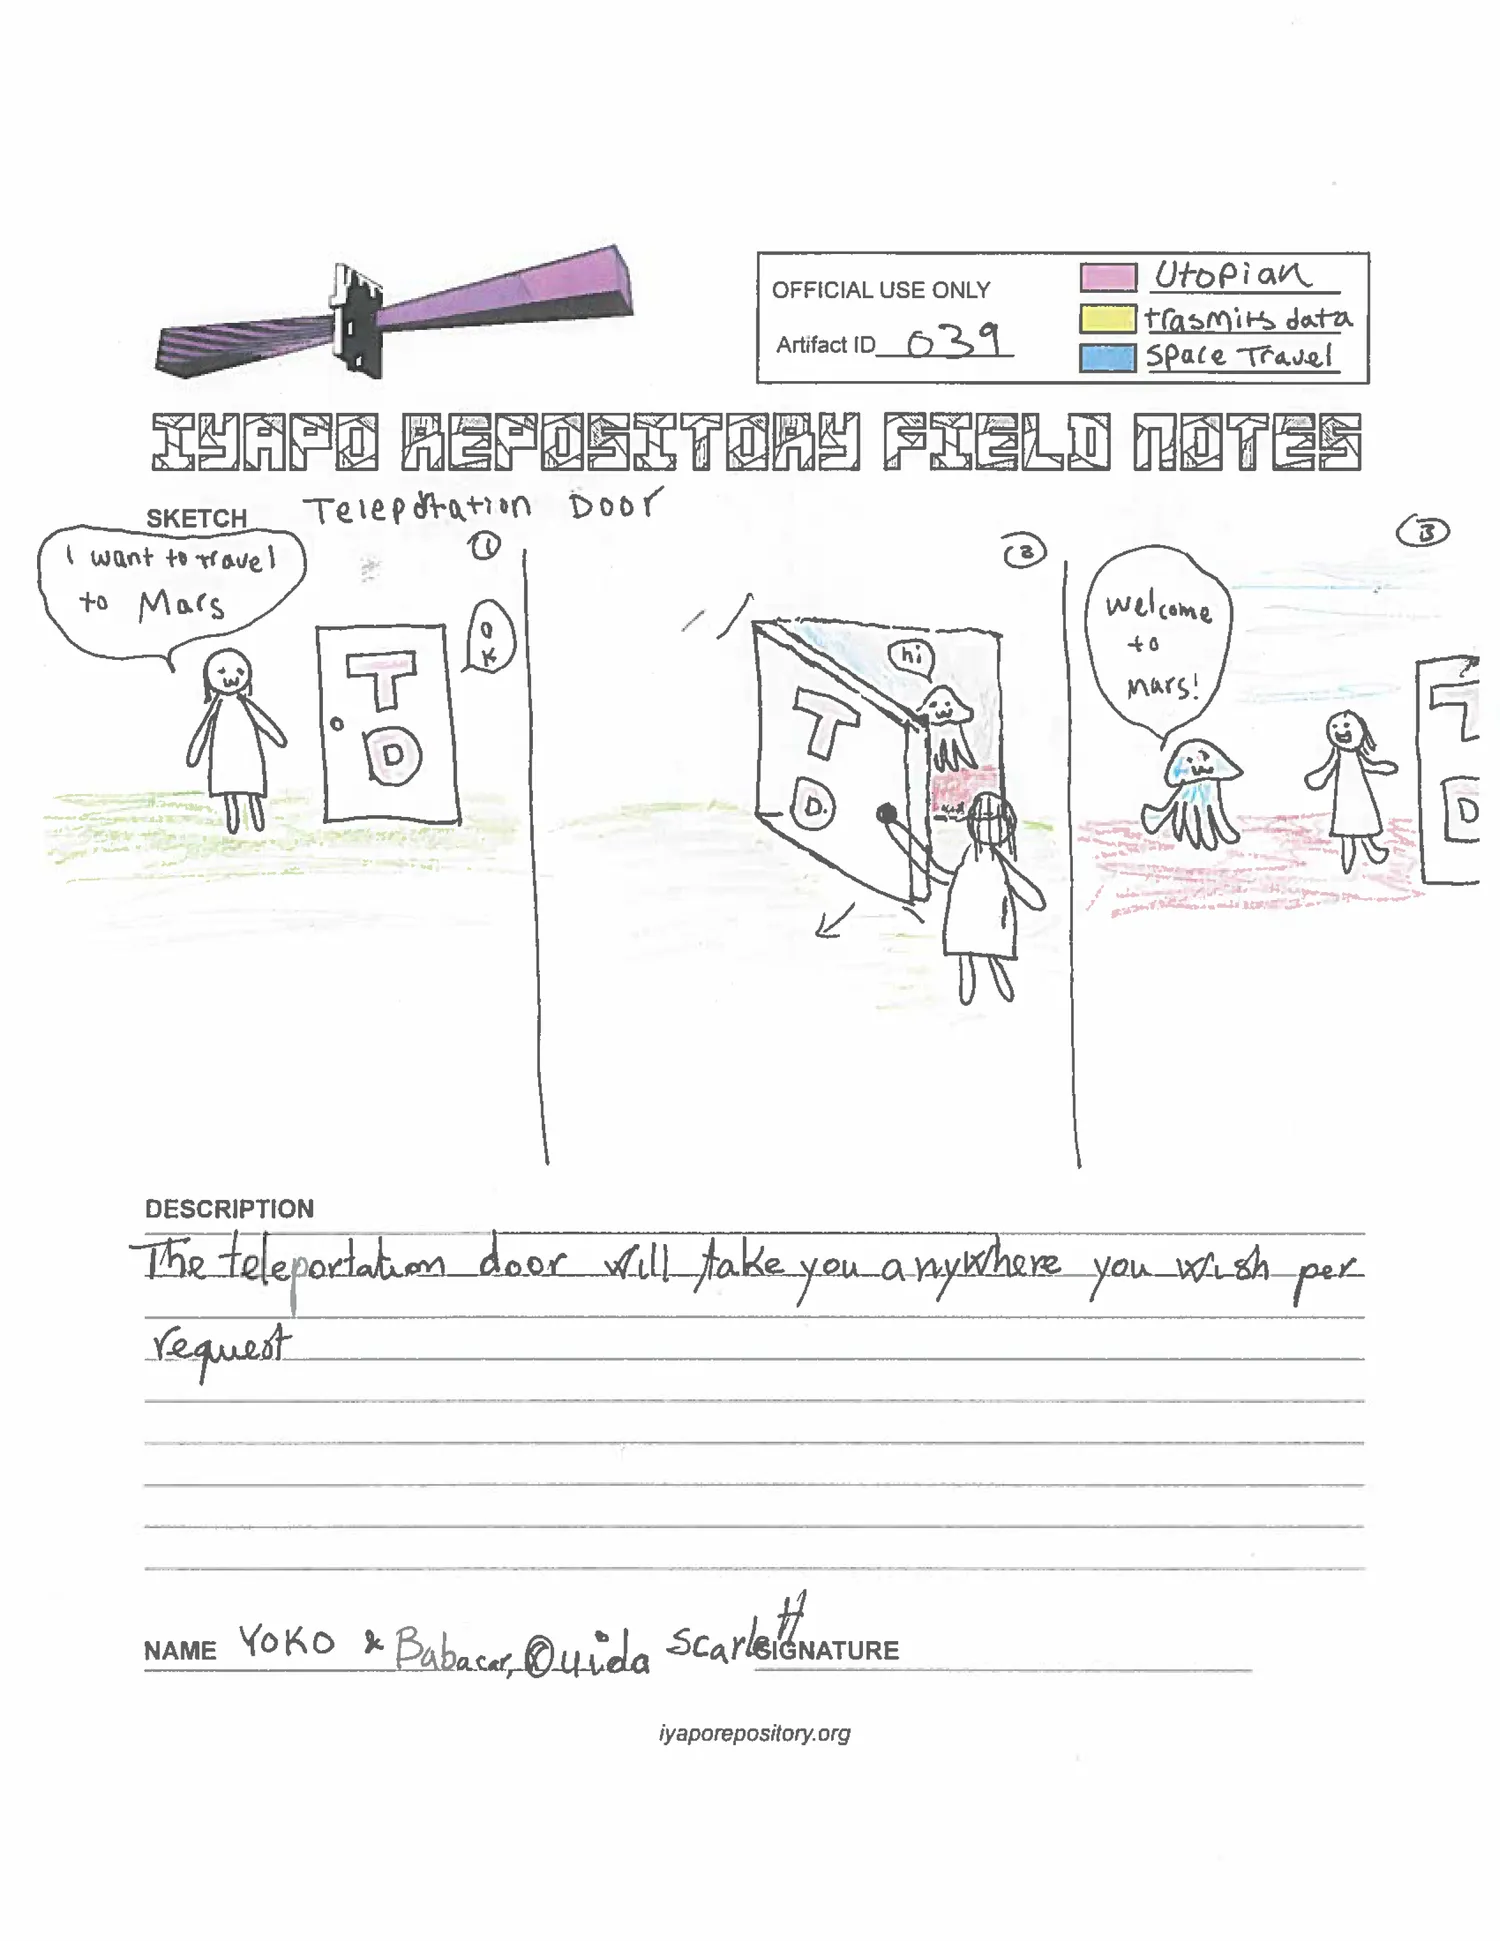 OFFICIAL USE ONLY
Artifact ID 039
Utopian
trasmits data
Space Travel
IYAPO REPOSITORY FIELD NOTES
SKETCH Teleportation Door
1
I want to travel
to Mars
O
K
T
D
2
hi
T
D.
3
Welcome
to
Mars!
T
D
DESCRIPTION
The teleportation door will take you anywhere you wish per
request
NAME YOKO & Babacar, Ouida Scarlett SIGNATURE
iyaporepository.org